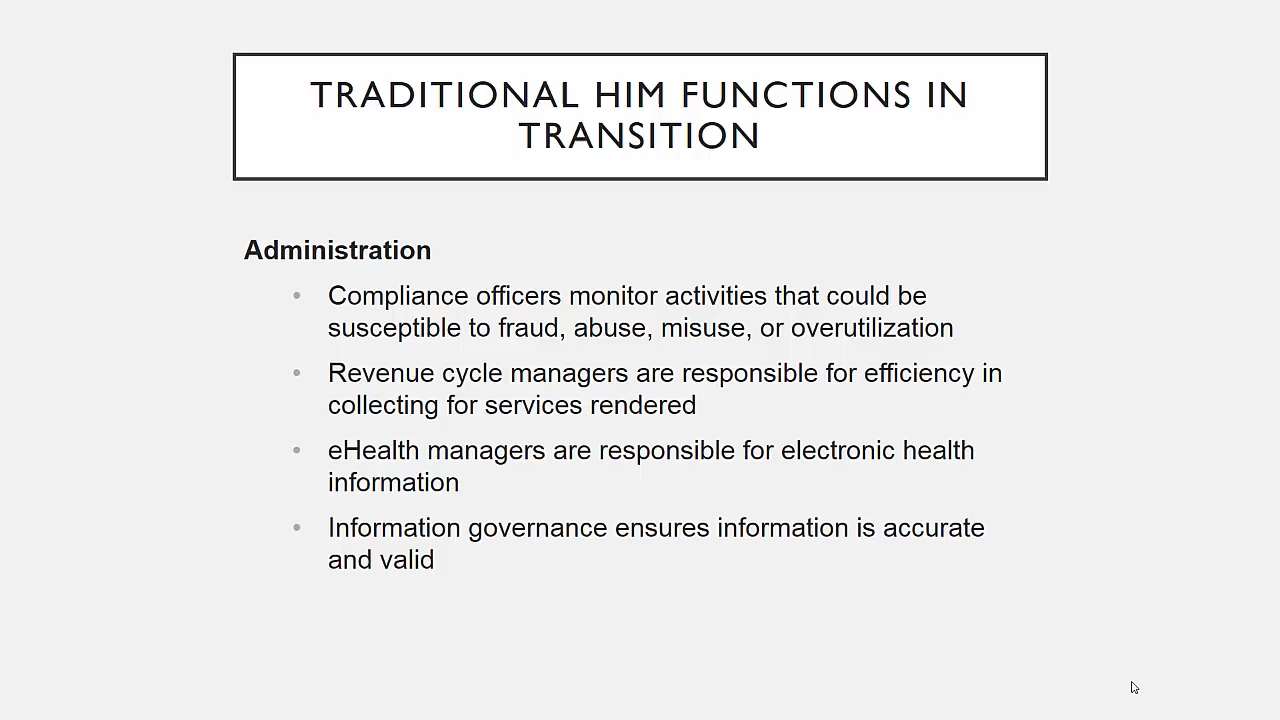 TRADITIONAL HIM FUNCTIONS IN
TRANSITION
Administration
• Compliance officers monitor activities that could be
susceptible to fraud, abuse, misuse, or overutilization
• Revenue cycle managers are responsible for efficiency in
collecting for services rendered
• eHealth managers are responsible for electronic health
information
• Information governance ensures information is accurate
and valid